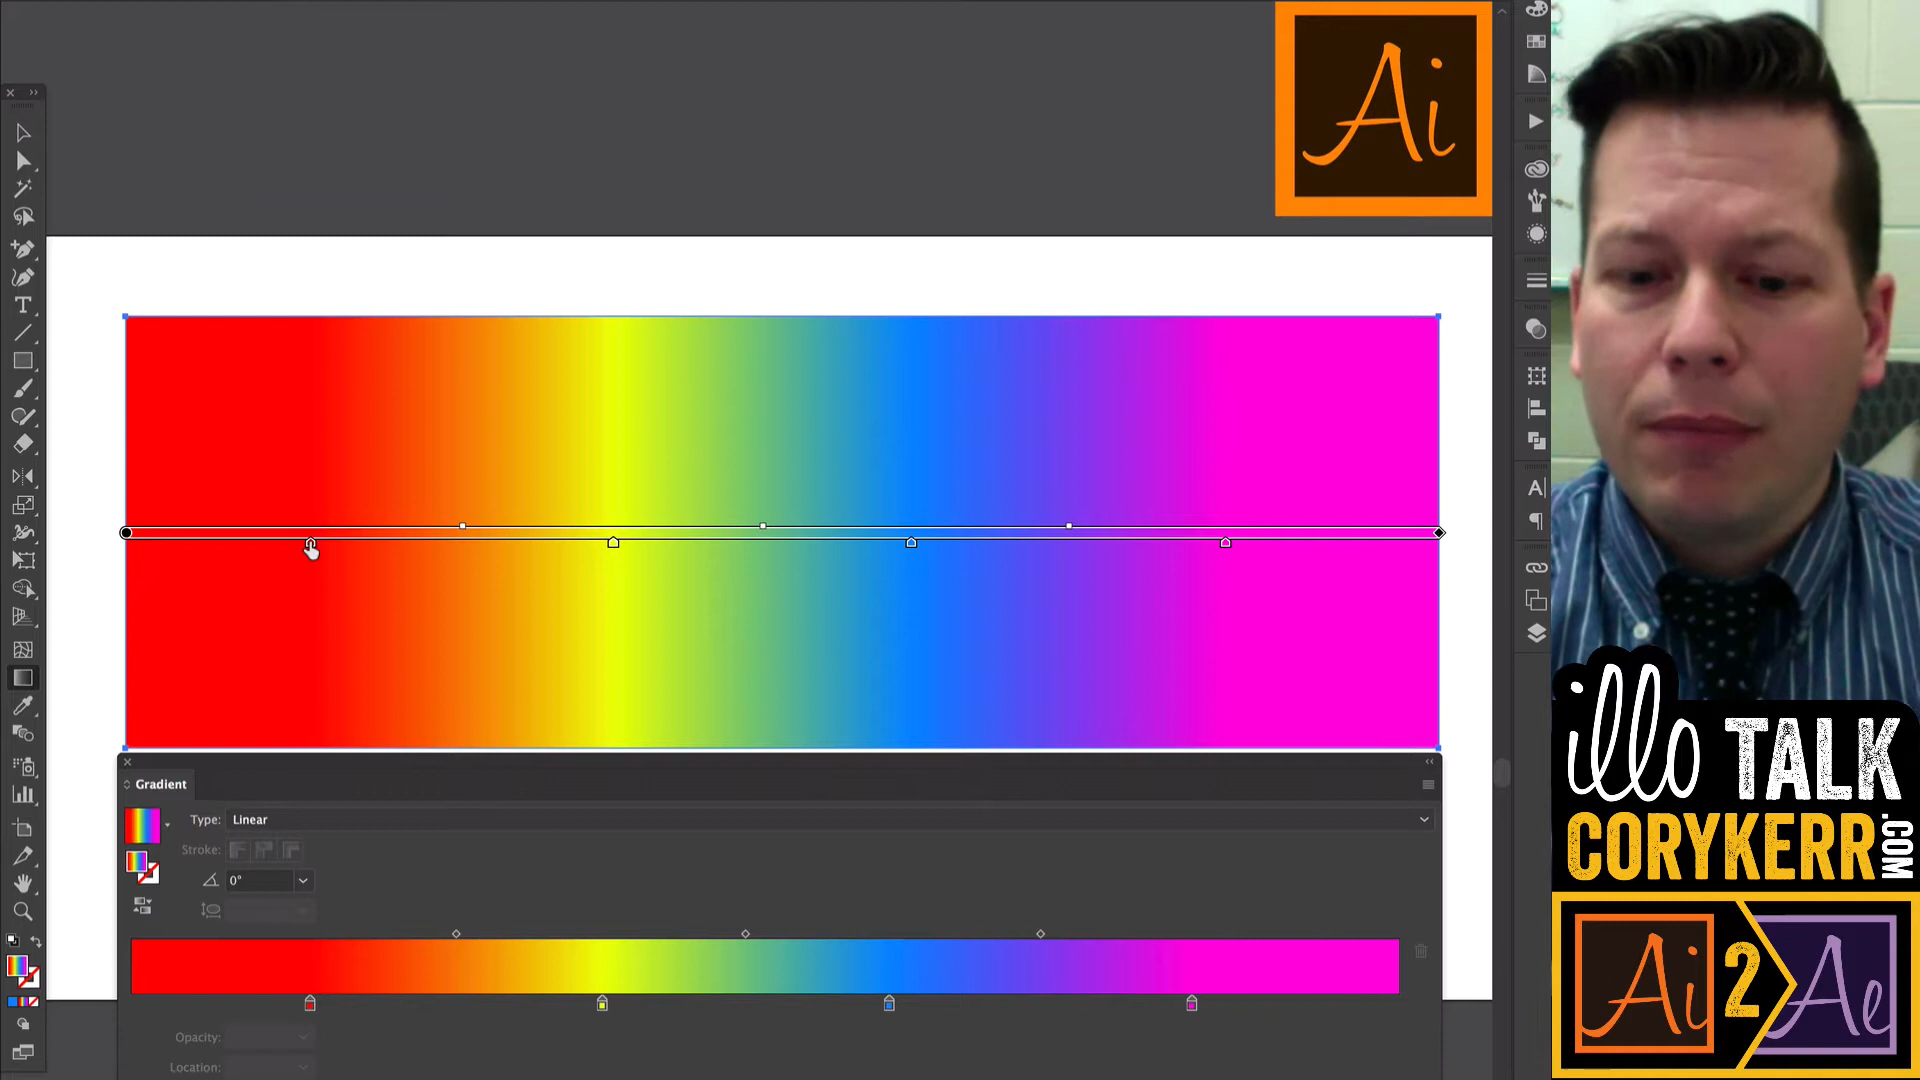 Ai
T
A
Gradient
Type: Linear
Stroke:
0°
Opacity:
Location:
illo TALK
CORYKERR.COM
Ai 2 Ae